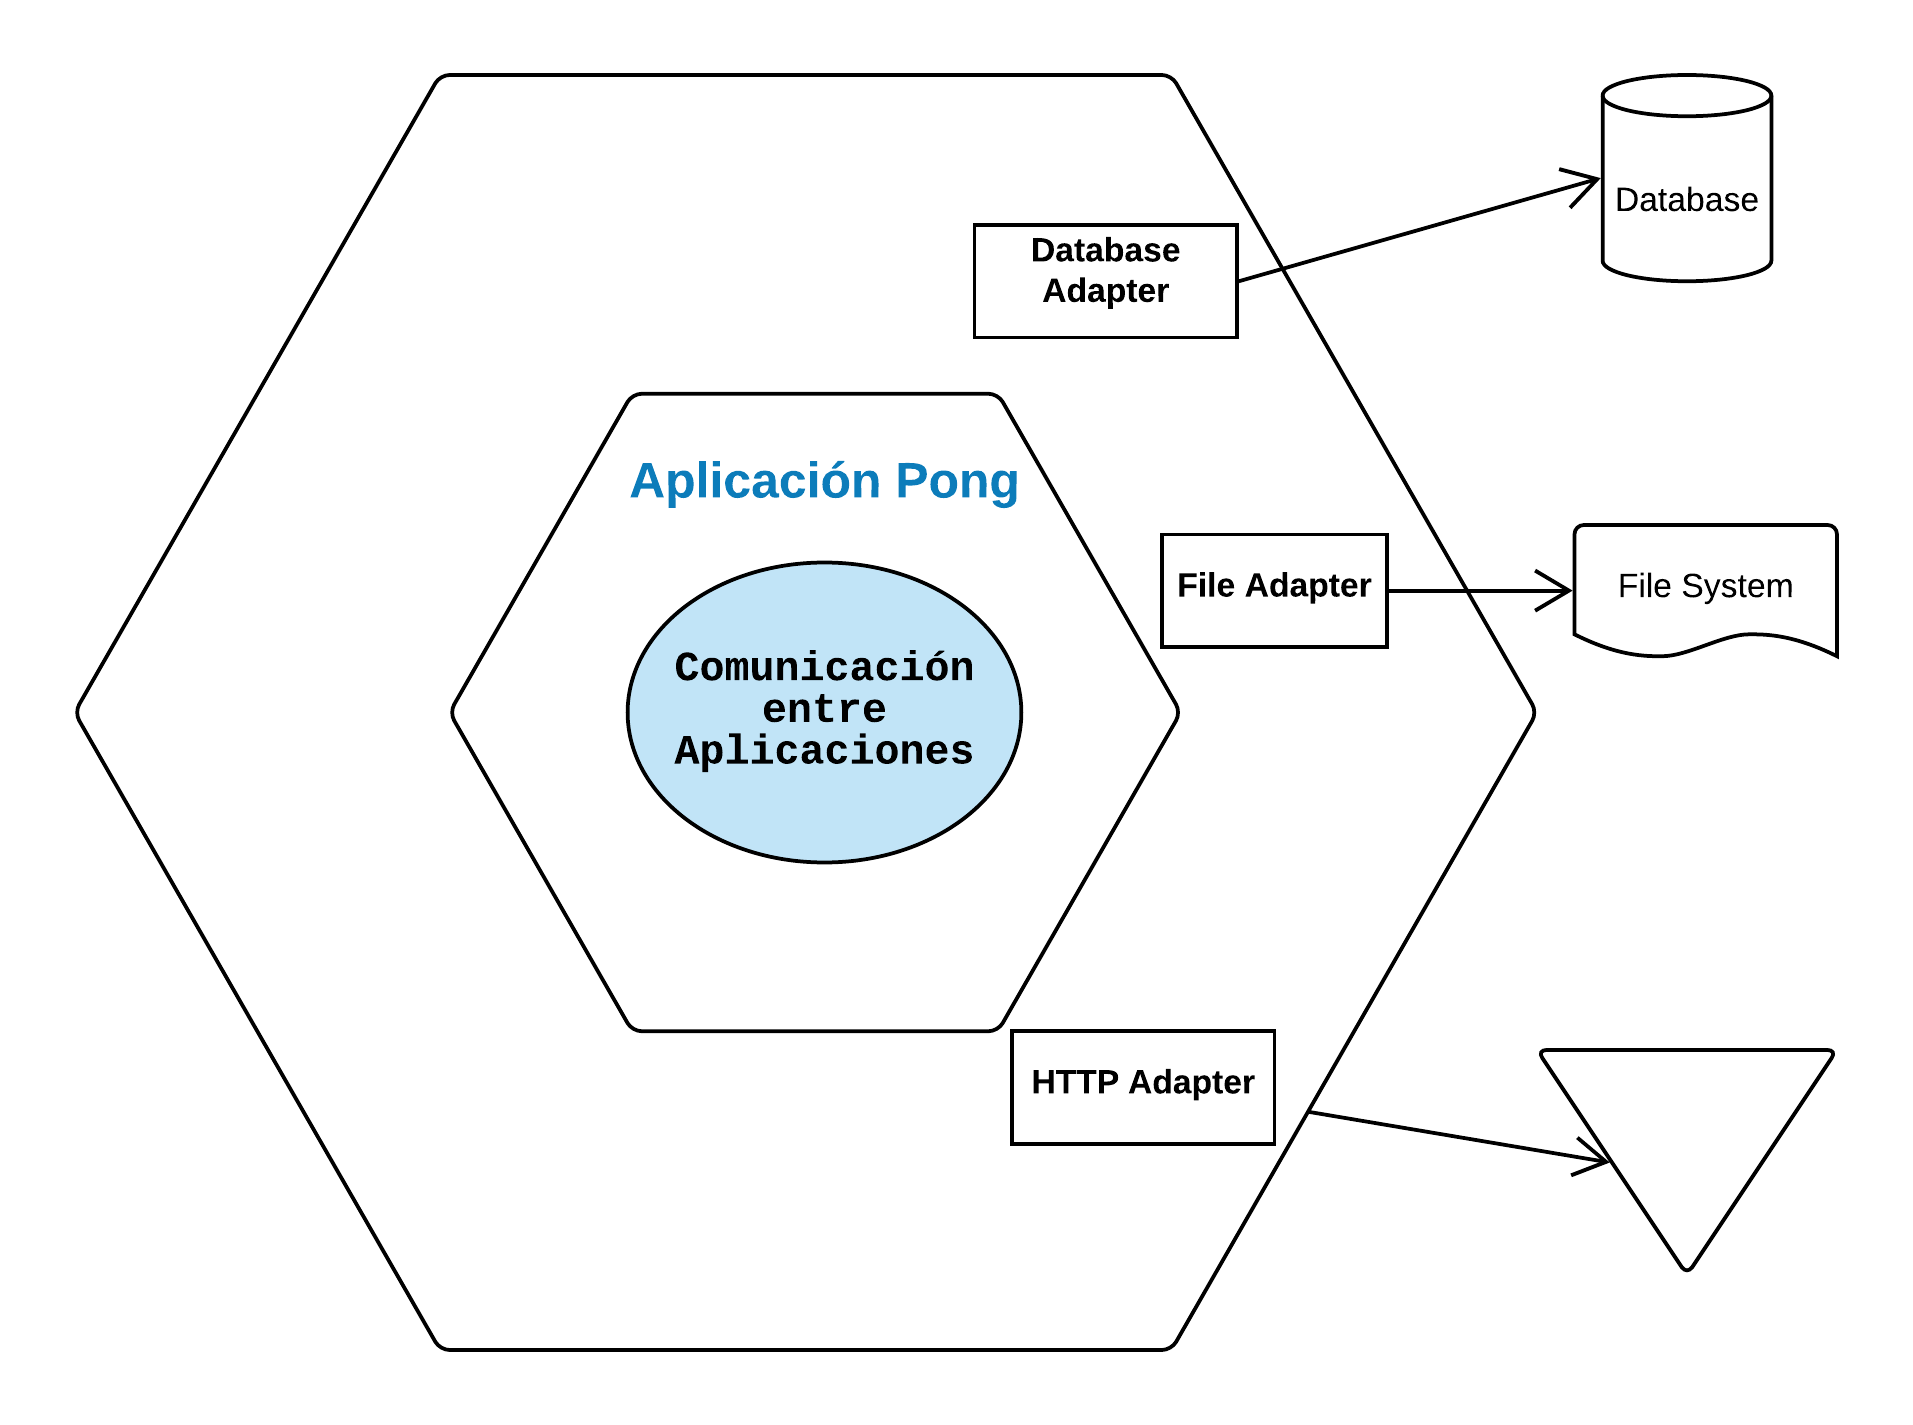 Database
Adapter
Database
Aplicación Pong
File Adapter
File System
Comunicación
entre
Aplicaciones
HTTP Adapter